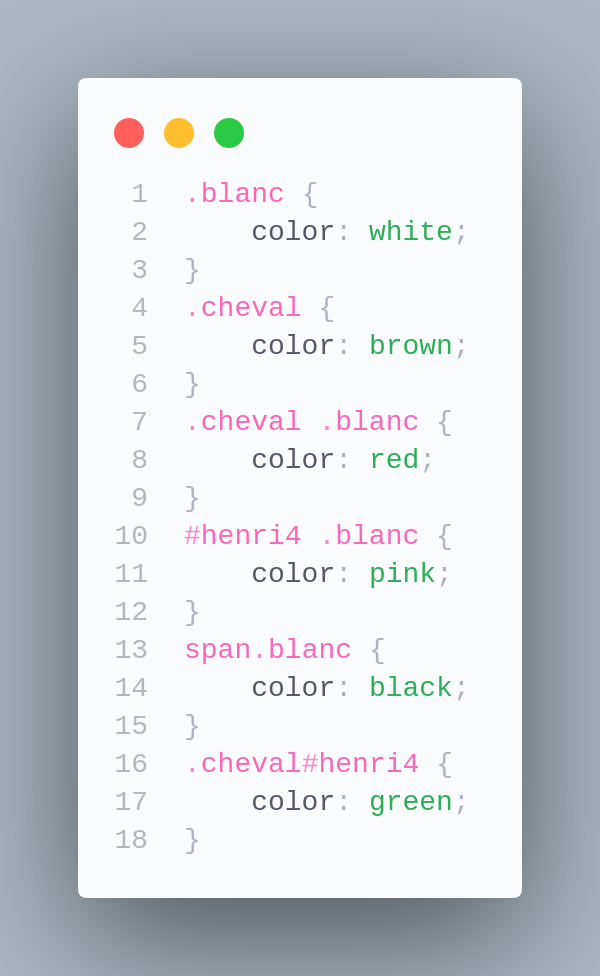 1 .blanc {
2     color: white;
3 }
4 .cheval {
5     color: brown;
6 }
7 .cheval .blanc {
8     color: red;
9 }
10 #henri4 .blanc {
11     color: pink;
12 }
13 span.blanc {
14     color: black;
15 }
16 .cheval#henri4 {
17     color: green;
18 }